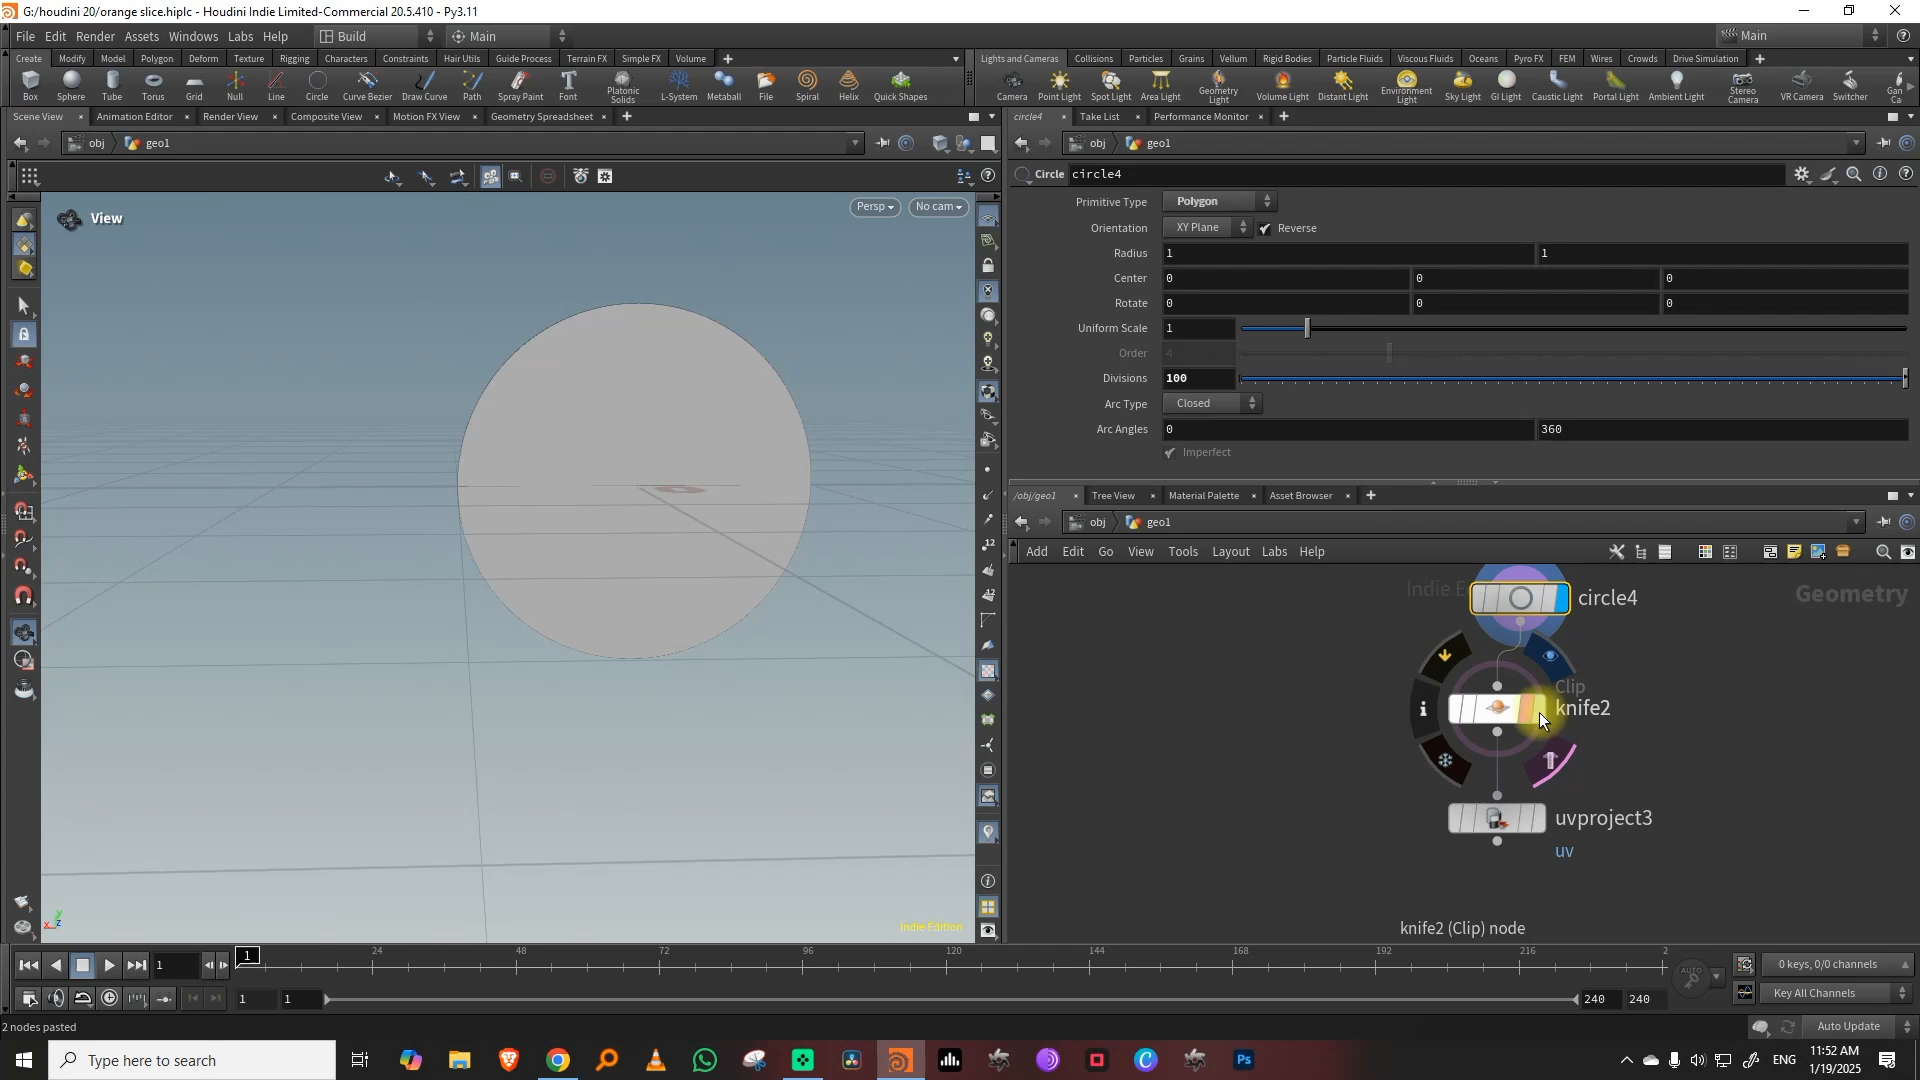 G:/houdini 20/orange slice.hiplc - Houdini Indie Limited-Commercial 20.5.410 - Py3.11
File Edit Render Assets Windows Labs Help Build Main Main
Create Modify Model Polygon Deform Texture Rigging Characters Constraints Hair Utils Guide Process Terrain FX Simple FX Volume
Lights and Cameras Collisions Particles Grains Vellum Rigid Bodies Particle Fluids Viscous Fluids Oceans Pyro FX FEM Wires Crowds Drive Simulation
Box Sphere Tube Torus Grid Null Line Circle Curve Bezier Draw Curve Path Spray Paint Font Platonic Solids L-System Metaball File Spiral Helix Quick Shapes
Camera Point Light Spot Light Area Light Geometry Light Volume Light Distant Light Environment Light Sky Light GI Light Caustic Light Portal Light Ambient Light Stereo Camera VR Camera Switcher Gan Ca
Scene View Animation Editor Render View Composite View Motion FX View Geometry Spreadsheet
circle4 Take List Performance Monitor
obj geo1
obj geo1
View
Persp No cam
Circle circle4
Primitive Type Polygon
Orientation XY Plane Reverse
Radius 1 1
Center 0 0 0
Rotate 0 0 0
Uniform Scale 1
Order 4
Divisions 100
Arc Type Closed
Arc Angles 0 360
Imperfect
/obj/geo1 Tree View Material Palette Asset Browser
obj geo1
Add Edit Go View Tools Layout Labs Help
Indie E
Geometry
circle4
Clip
knife2
uvproject3
uv
knife2 (Clip) node
x y z
Indie Edition
1 24 48 72 96 120 144 168 192 216 2
1
0 keys, 0/0 channels
AUTO
1 1 240 240
Key All Channels
2 nodes pasted
Auto Update
Type here to search
Ps
ENG
11:52 AM
1/19/2025